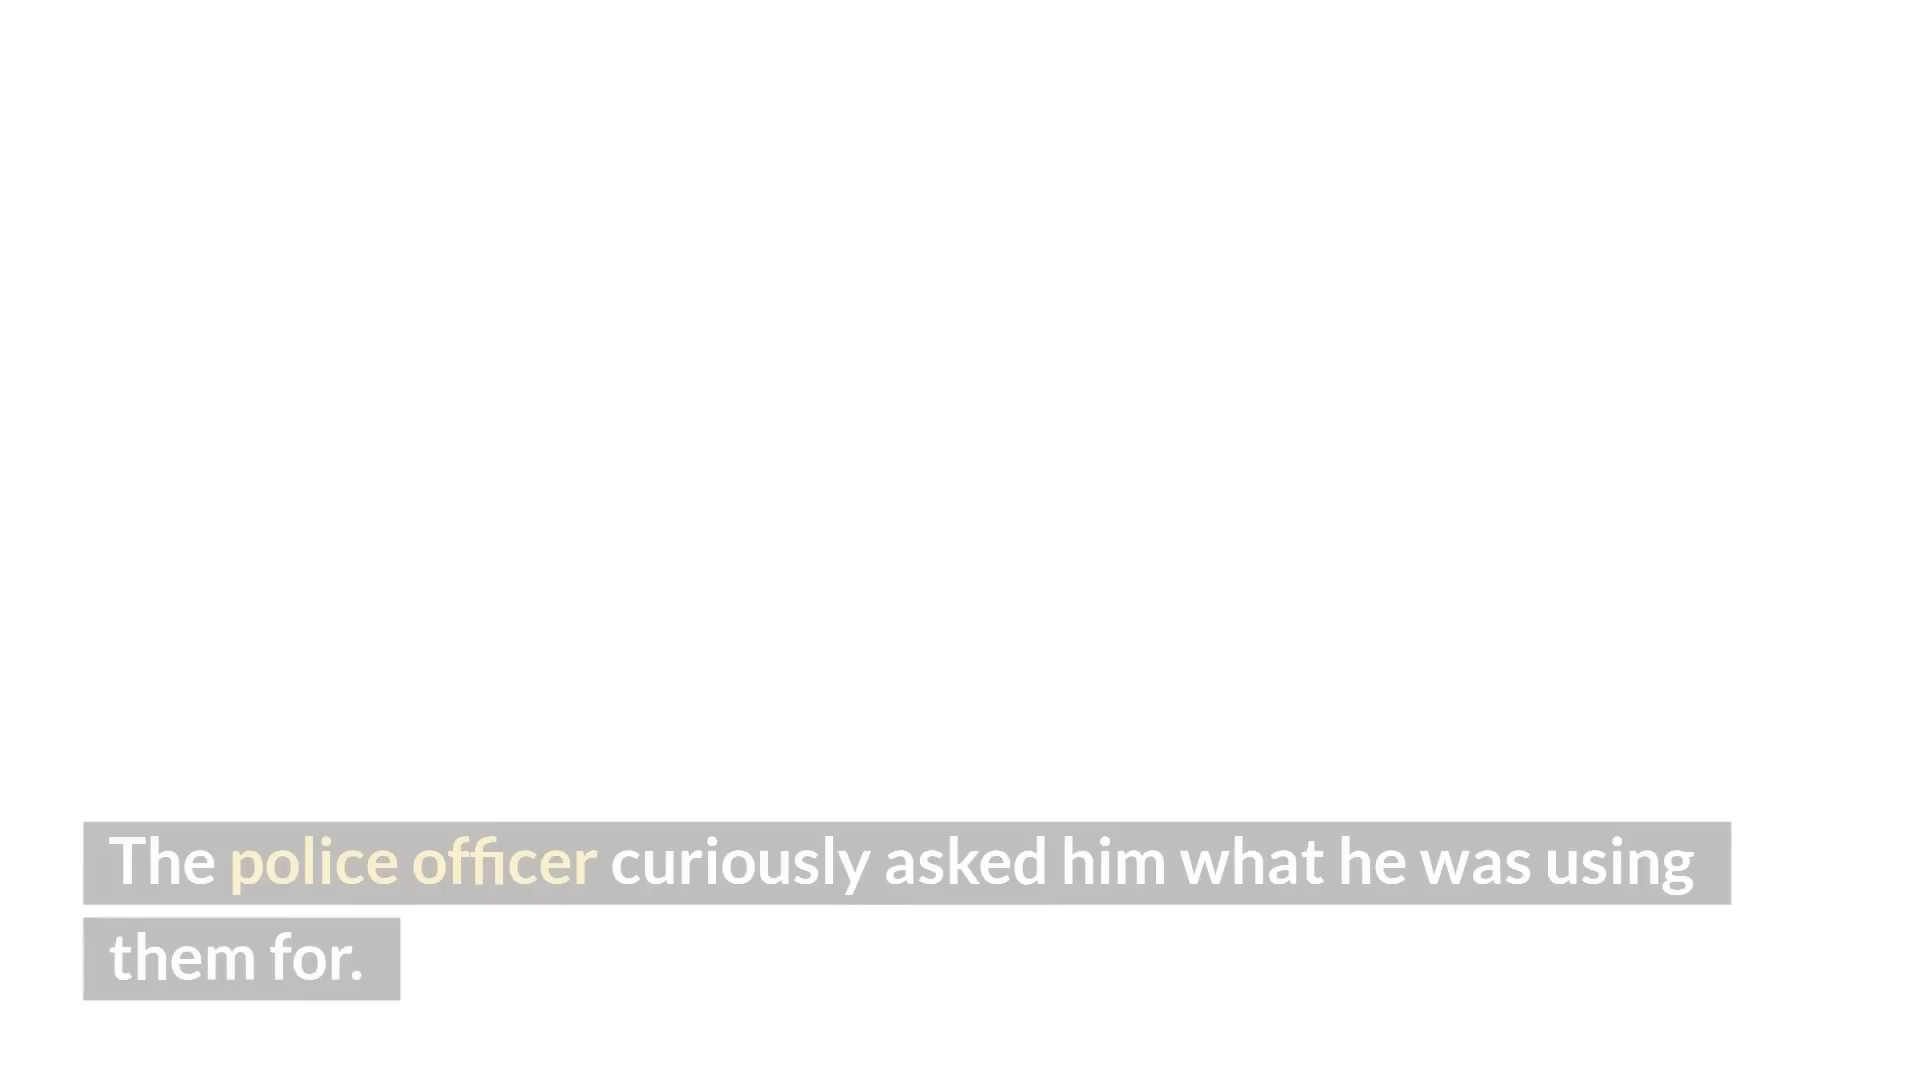 The police officer curiously asked him what he was using
them for.